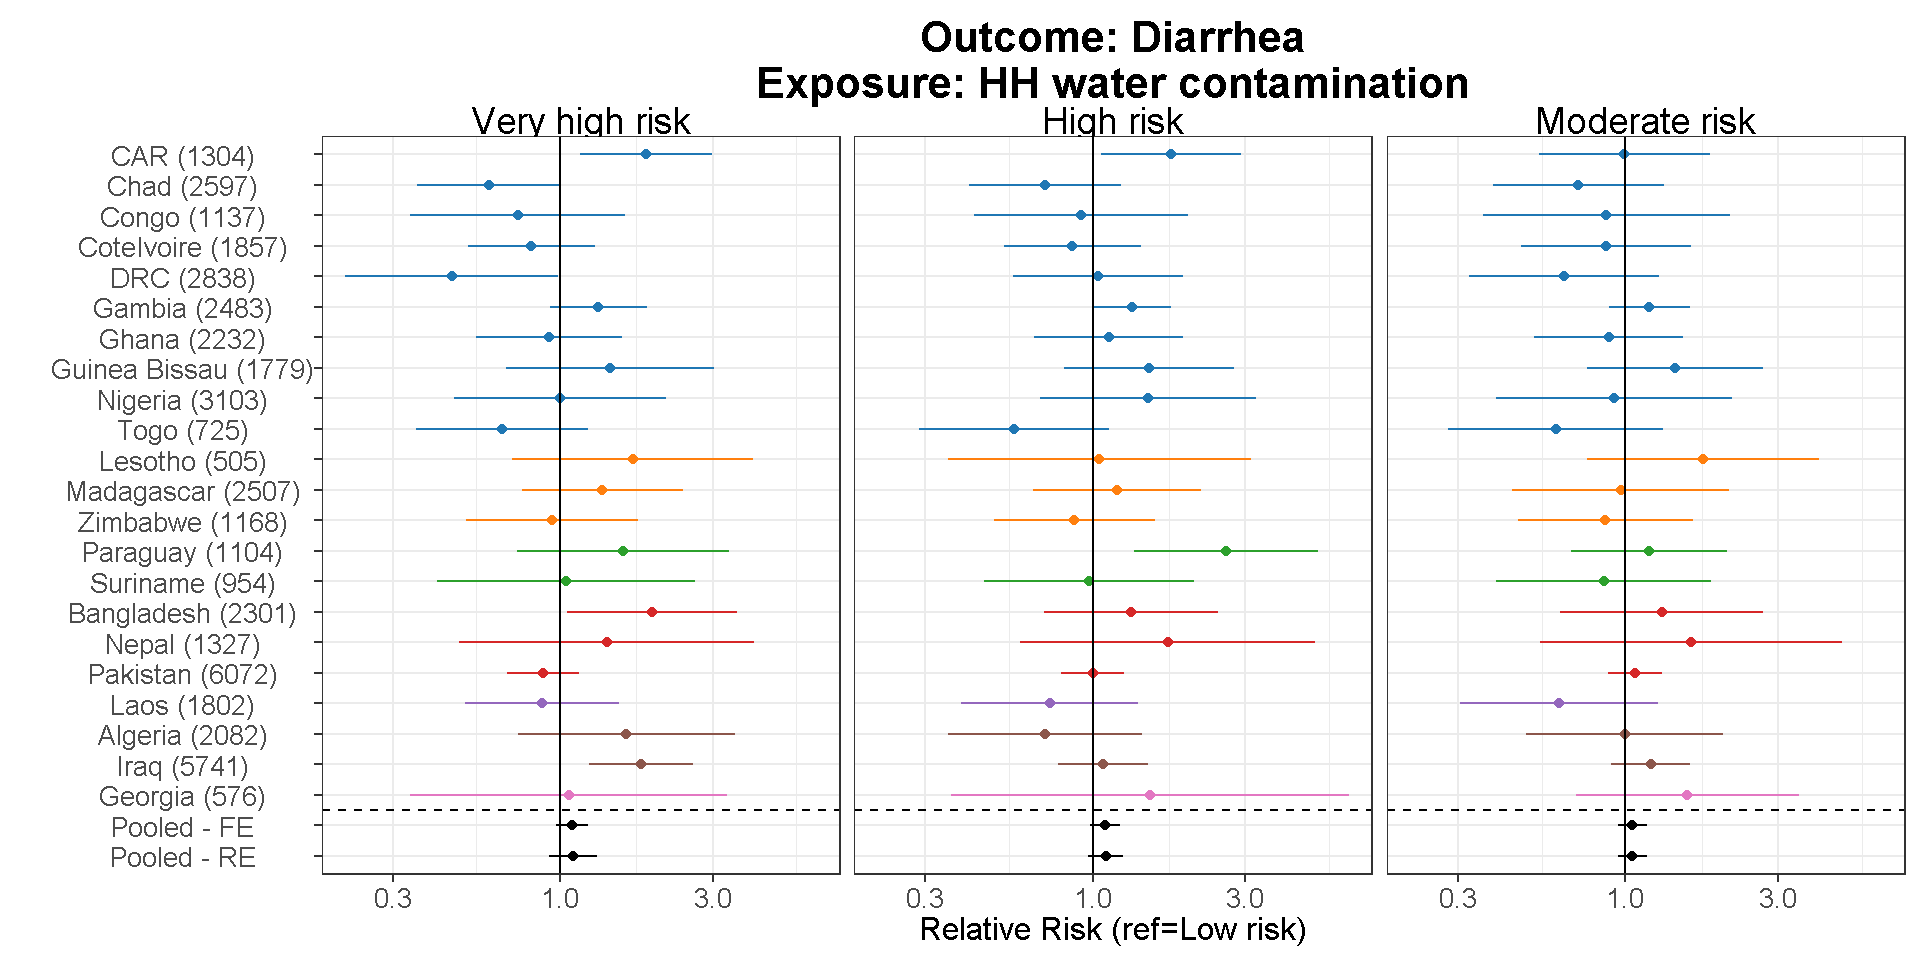 Outcome: Diarrhea
Exposure: HH water contamination
Very high risk
High risk
Moderate risk
CAR (1304)
Chad (2597)
Congo (1137)
CoteIvoire (1857)
DRC (2838)
Gambia (2483)
Ghana (2232)
Guinea Bissau (1779)
Nigeria (3103)
Togo (725)
Lesotho (505)
Madagascar (2507)
Zimbabwe (1168)
Paraguay (1104)
Suriname (954)
Bangladesh (2301)
Nepal (1327)
Pakistan (6072)
Laos (1802)
Algeria (2082)
Iraq (5741)
Georgia (576)
Pooled - FE
Pooled - RE
0.3 1.0 3.0 0.3 1.0 3.0 0.3 1.0 3.0
Relative Risk (ref=Low risk)